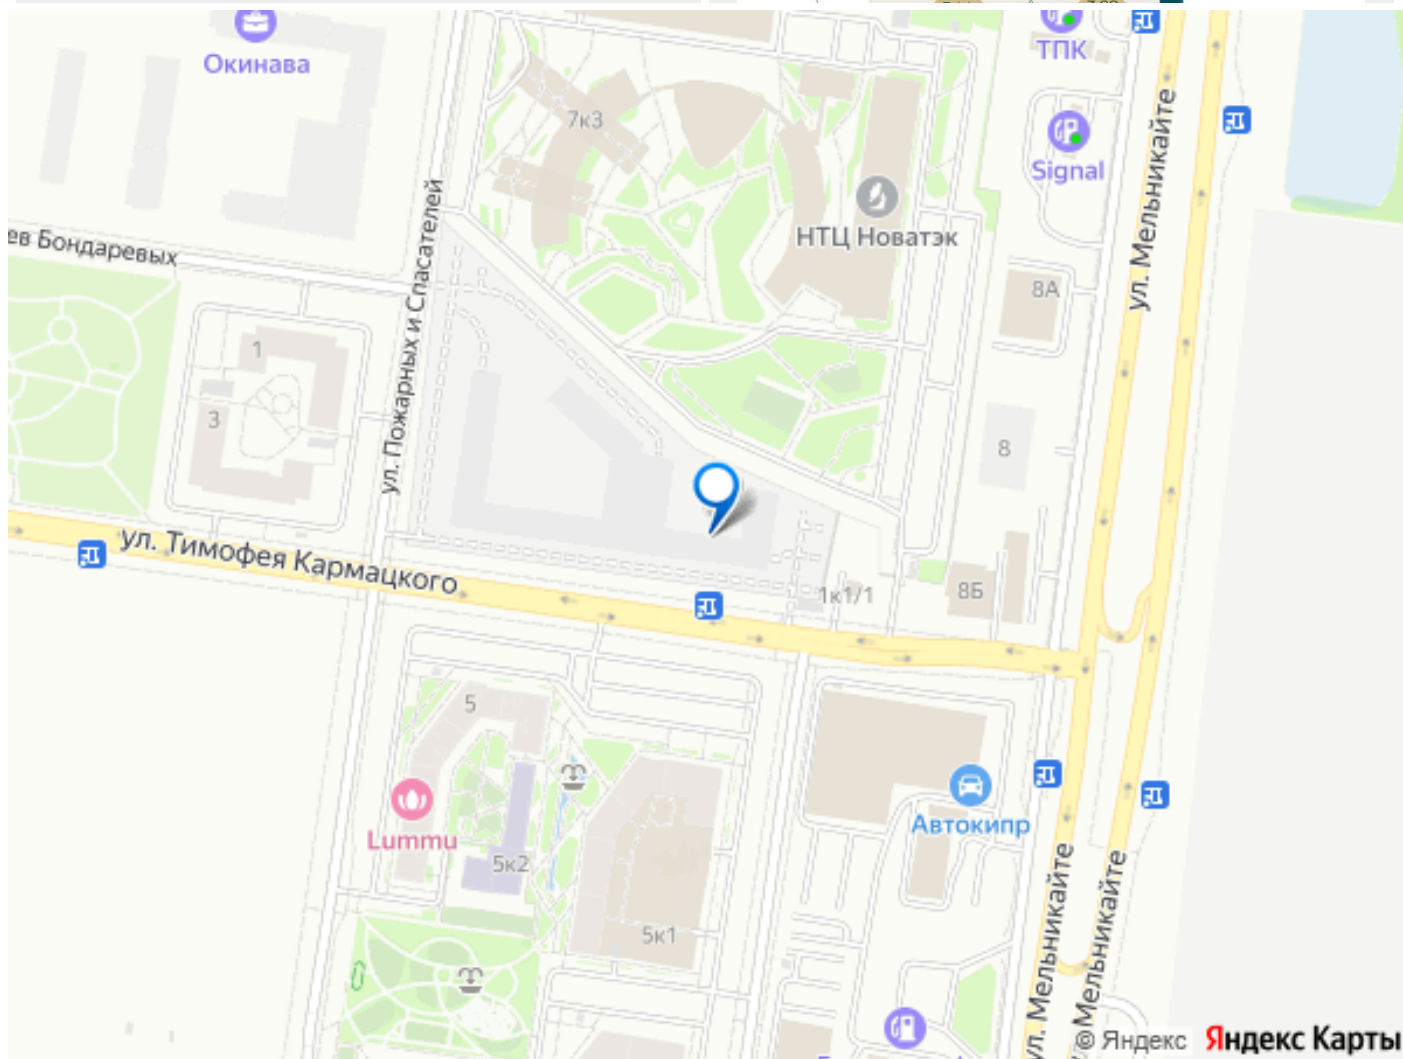 Окинава
ТПК
7к3
Signal
ул. Мельникайте
НТЦ Новатэк
ев Бондаревых
ул. Пожарных и Спасателей
8А
1
3
8
ул. Тимофея Кармацкого
1к1/1
8Б
5
Автокипр
Lummu
5к2
5к1
ул. Мельникайте
Мельникайте
© Яндекс Яндекс Карты